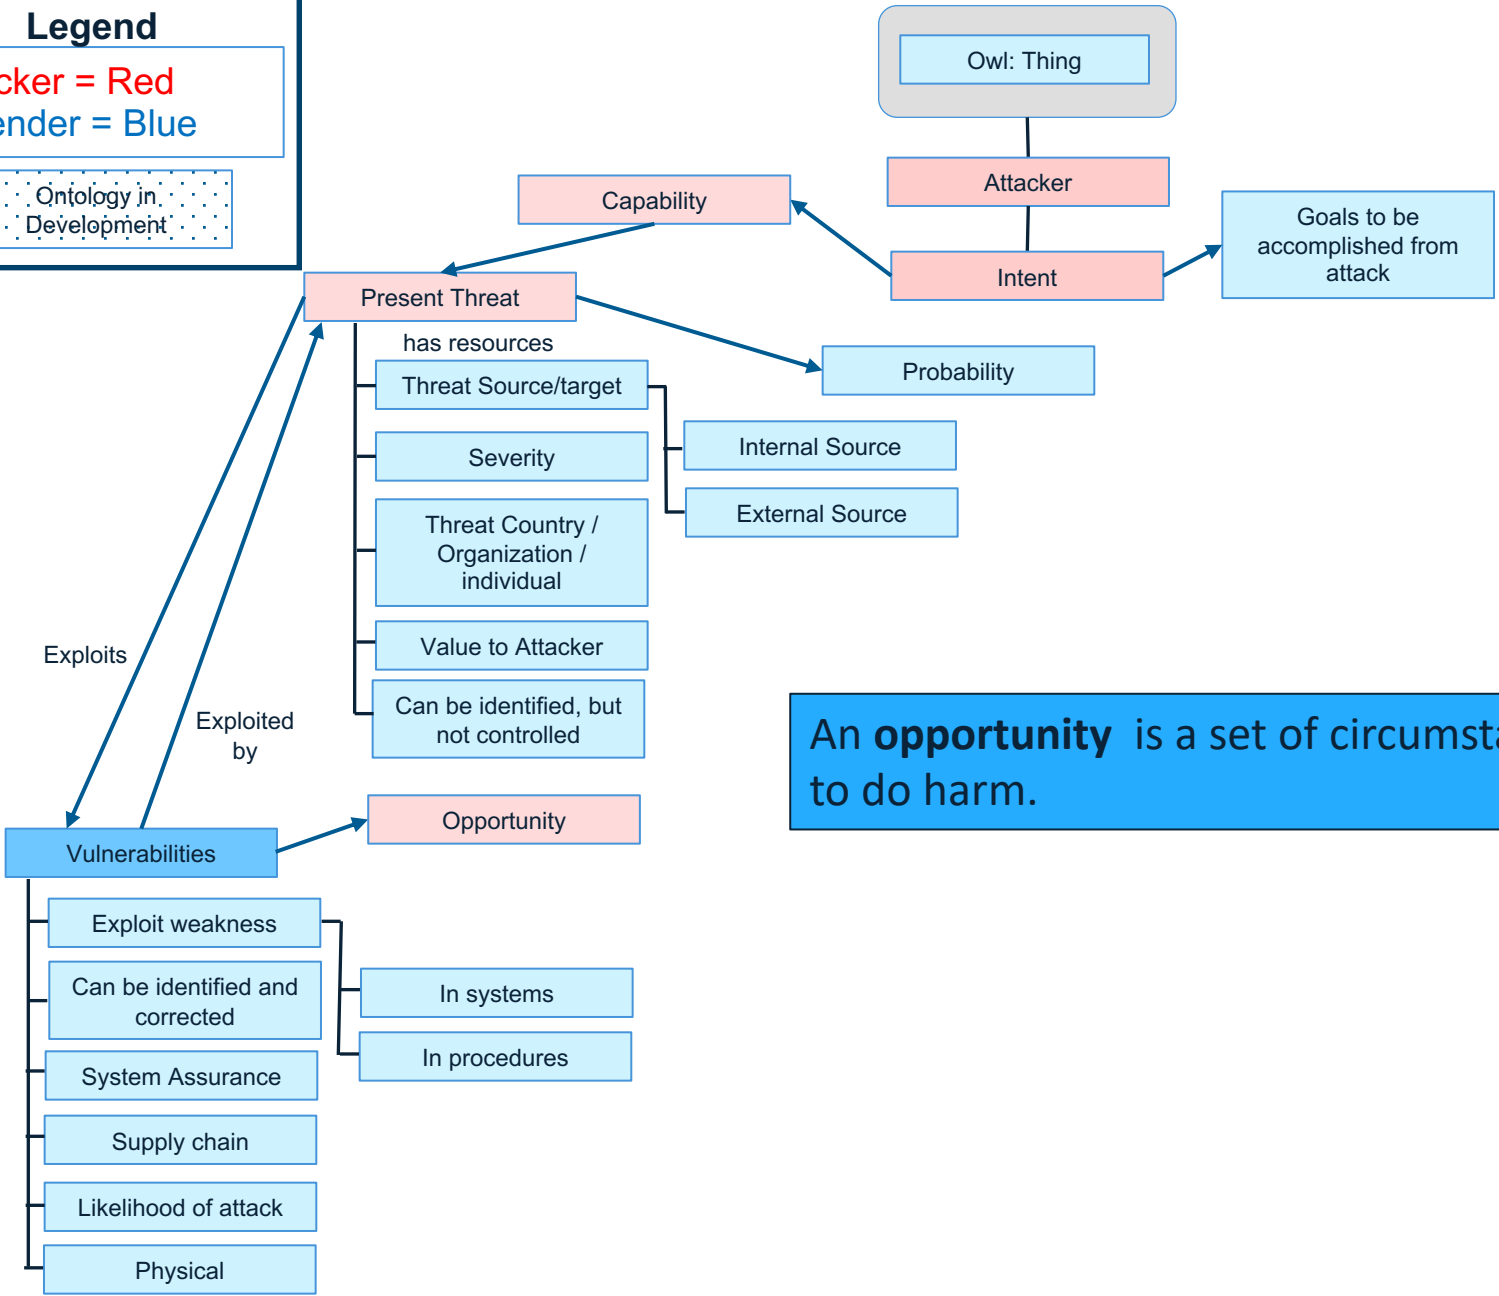 Legend
cker = Red
ender = Blue
Ontology in
Development
Owl: Thing
Attacker
Capability
Intent
Goals to be
accomplished from
attack
Present Threat
has resources
Threat Source/target
Probability
Internal Source
Severity
External Source
Threat Country /
Organization /
individual
Value to Attacker
Exploits
Can be identified, but
not controlled
Exploited
by
An opportunity is a set of circumsta
to do harm.
Opportunity
Vulnerabilities
Exploit weakness
Can be identified and
corrected
In systems
In procedures
System Assurance
Supply chain
Likelihood of attack
Physical